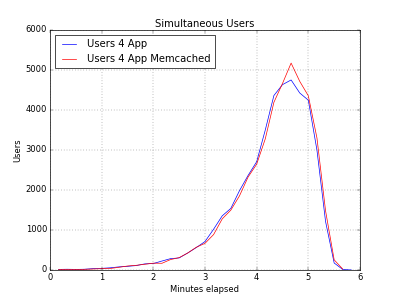 Simultaneous Users
6000
5000
4000
3000
2000
1000
0
Users
Users 4 App
Users 4 App Memcached
0 1 2 3 4 5 6
Minutes elapsed